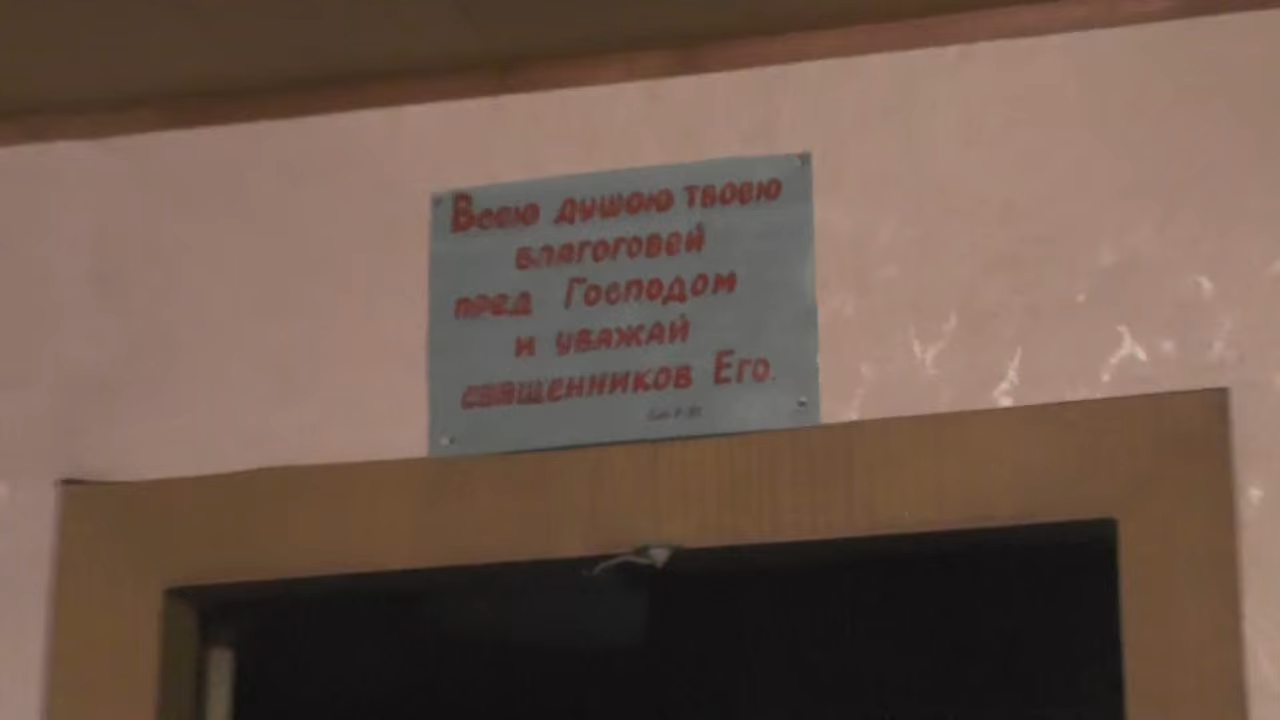 Всею душою твоею
благоговей
пред Господом
и уважай
священников Его.